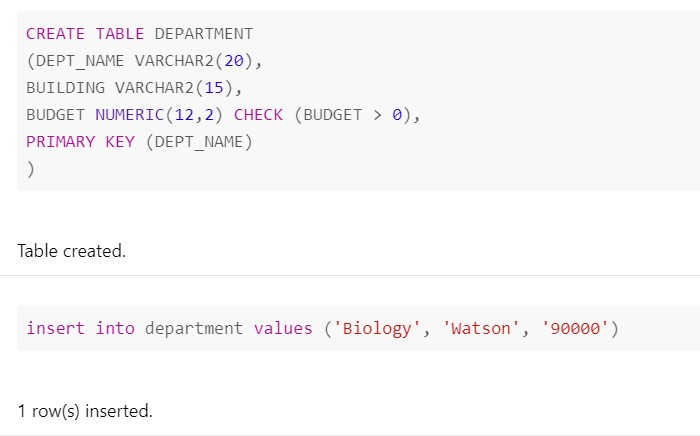 CREATE TABLE DEPARTMENT
(DEPT_NAME VARCHAR2(20),
BUILDING VARCHAR2(15),
BUDGET NUMERIC(12,2) CHECK (BUDGET > 0),
PRIMARY KEY (DEPT_NAME)
)
Table created.
insert into department values ('Biology', 'Watson', '90000')
1 row(s) inserted.